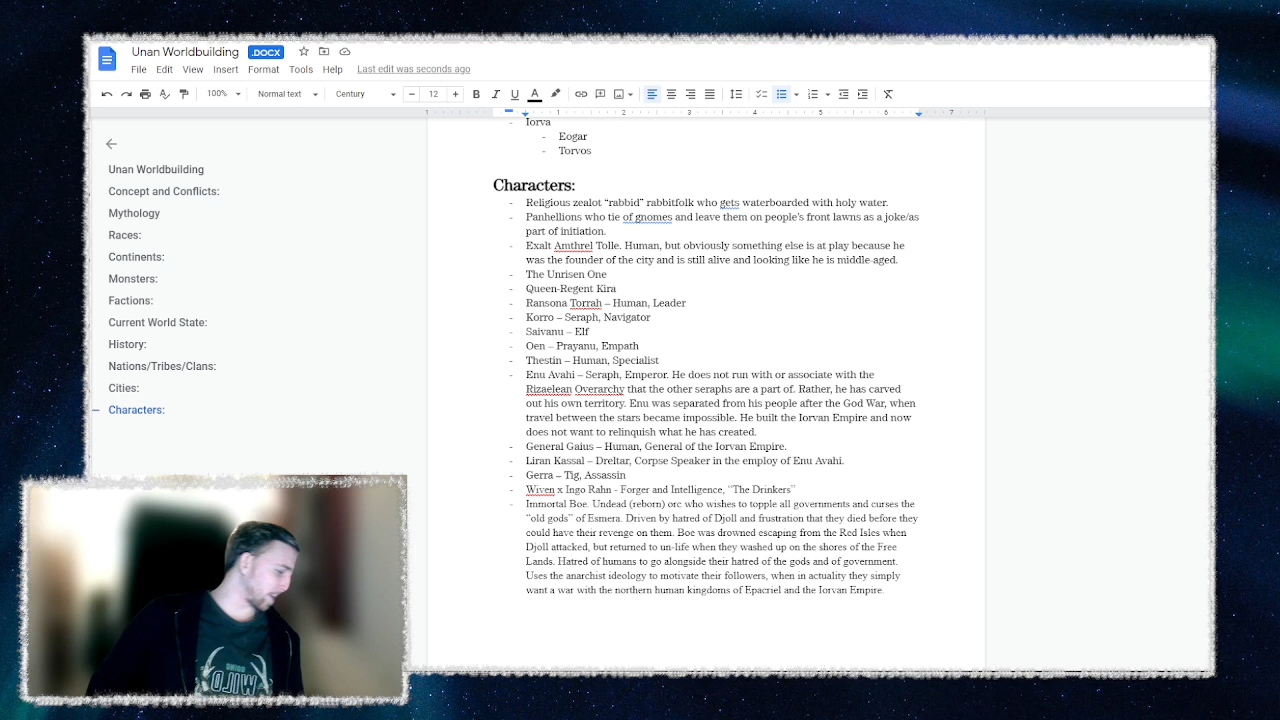 Unan Worldbuilding .DOCX
File Edit View Insert Format Tools Help Last edit was seconds ago
100% Normal text Century 12
1 1 2 3 4 5 6 7
Unan Worldbuilding
Concept and Conflicts:
Mythology
Races:
Continents:
Monsters:
Factions:
Current World State:
History:
Nations/Tribes/Clans:
Cities:
Characters:
- Iorva
- Eogar
- Torvos
Characters:
- Religious zealot “rabbid” rabbitfolk who gets waterboarded with holy water.
- Panhellions who tie of gnomes and leave them on people’s front lawns as a joke/as
part of initiation.
- Exalt Amthrel Tolle. Human, but obviously something else is at play because he
was the founder of the city and is still alive and looking like he is middle-aged.
- The Unrisen One
- Queen-Regent Kira
- Ransona Torrah – Human, Leader
- Korro – Seraph, Navigator
- Saivanu – Elf
- Oen – Prayanu, Empath
- Thestin – Human, Specialist
- Enu Avahi – Seraph, Emperor. He does not run with or associate with the
Rizaelean Overarchy that the other seraphs are a part of. Rather, he has carved
out his own territory. Enu was separated from his people after the God War, when
travel between the stars became impossible. He built the Iorvan Empire and now
does not want to relinquish what he has created.
- General Gaius – Human, General of the Iorvan Empire.
- Liran Kassal – Dreltar, Corpse Speaker in the employ of Enu Avahi.
- Gerra – Tig, Assassin
- Wiven x Ingo Rahn - Forger and Intelligence, "The Drinkers"
- Immortal Boe. Undead (reborn) orc who wishes to topple all governments and curses the
"old gods" of Esmera. Driven by hatred of Djoll and frustration that they died before they
could have their revenge on them. Boe was drowned escaping from the Red Isles when
Djoll attacked, but returned to un-life when they washed up on the shores of the Free
Lands. Hatred of humans to go alongside their hatred of the gods and of government.
Uses the anarchist ideology to motivate their followers, when in actuality they simply
want a war with the northern human kingdoms of Epacriel and the Iorvan Empire.
WILD